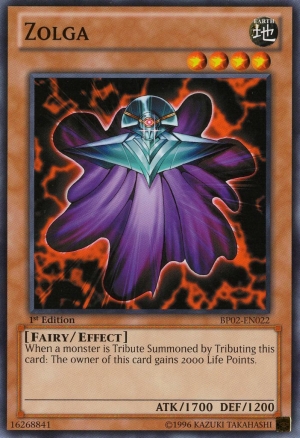 ZOLGA
EARTH
地
1st Edition
BP02-EN022
[FAIRY/EFFECT]
When a monster is Tribute Summoned by Tributing this
card: The owner of this card gains 2000 Life Points.
ATK/1700 DEF/1200
16268841
©1996 KAZUKI TAKAHASHI